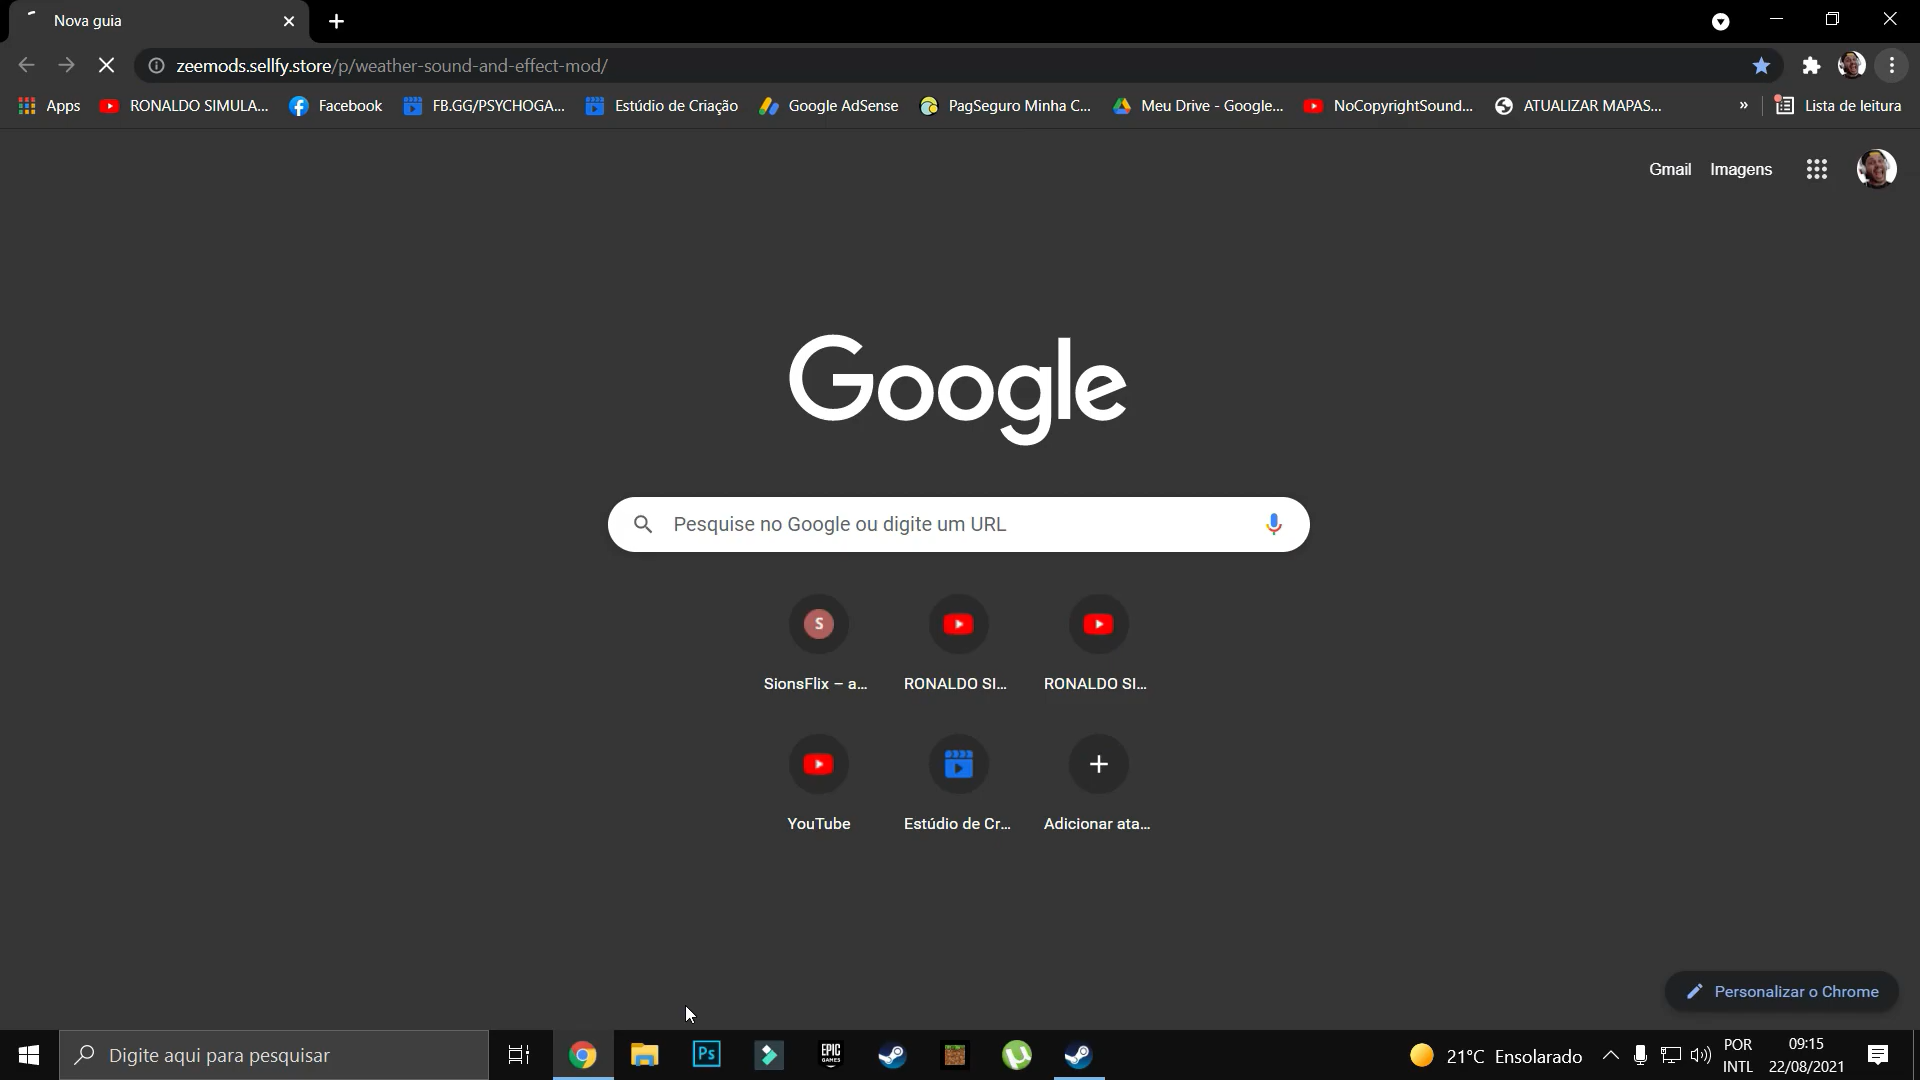 Nova guia
zeemods.sellfy.store/p/weather-sound-and-effect-mod/
Apps RONALDO SIMULA... Facebook FB.GG/PSYCHOGA... Estúdio de Criação Google AdSense PagSeguro Minha C... Meu Drive - Google... NoCopyrightSound... ATUALIZAR MAPAS... » Lista de leitura
Gmail Imagens
Google
Pesquise no Google ou digite um URL
S
SionsFlix – a... RONALDO SI... RONALDO SI...
YouTube Estúdio de Cr... Adicionar ata...
Personalizar o Chrome
Digite aqui para pesquisar
Ps
EPIC
GAMES
21°C Ensolarado
POR
INTL
09:15
22/08/2021